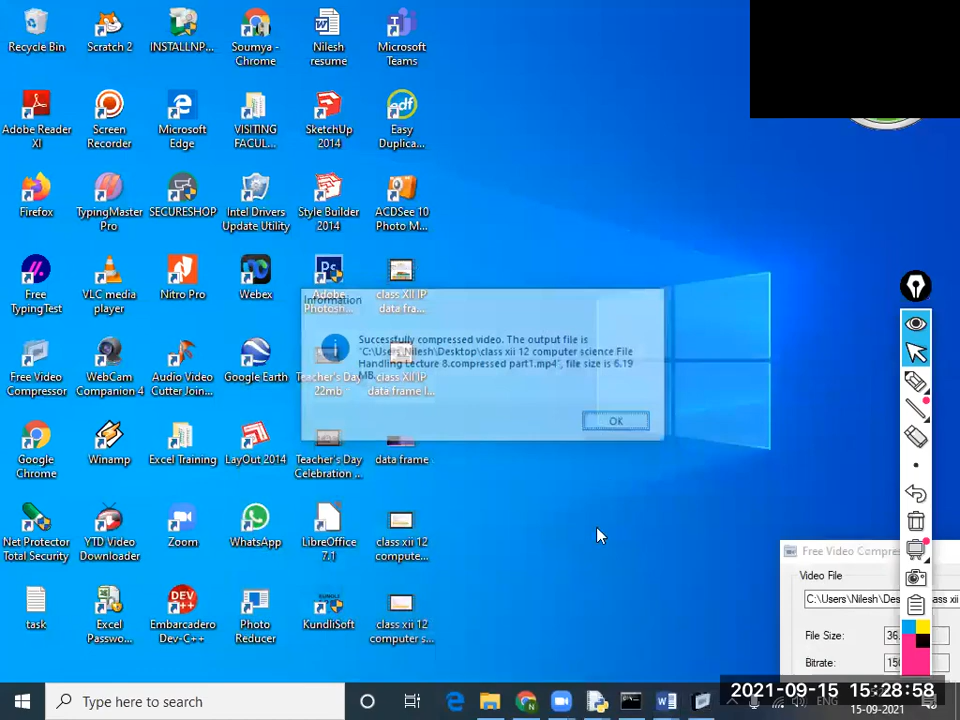 Recycle Bin
Scratch 2
INSTALLNP...
Soumya -
Chrome
Nilesh
resume
Microsoft
Teams
Adobe Reader
XI
Screen
Recorder
Microsoft
Edge
VISITING
FACUL...
SketchUp
2014
Easy
Duplica...
Firefox
TypingMaster
Pro
SECURESHOP
Intel Drivers
Update Utility
Style Builder
2014
ACDSee 10
Photo M...
Free
TypingTest
VLC media
player
Nitro Pro
Webex
Adobe
Photosh...
class XII IP
data fra...
Information
Successfully compressed video. The output file is
"C:\Users\Nilesh\Desktop\class xii 12 computer science File
Handling Lecture 8.compressed part1.mp4", file size is 6.19
MB.
OK
Free Video
Compressor
WebCam
Companion 4
Audio Video
Cutter Join...
Google Earth
Teacher's Day
22mb
class XII IP
data frame I...
Google
Chrome
Winamp
Excel Training
LayOut 2014
Teacher's Day
Celebration ...
data frame
Net Protector
Total Security
YTD Video
Downloader
Zoom
WhatsApp
LibreOffice
7.1
class xii 12
compute...
task
Excel
Passwo...
Embarcadero
Dev-C++
Photo
Reducer
KundliSoft
class xii 12
computer s...
Free Video Compre
Video File
C:\Users\Nilesh\Des
lass xii
File Size:
36.
Bitrate:
150
Type here to search
2021-09-15 15:28:58
ENG
15-09-2021